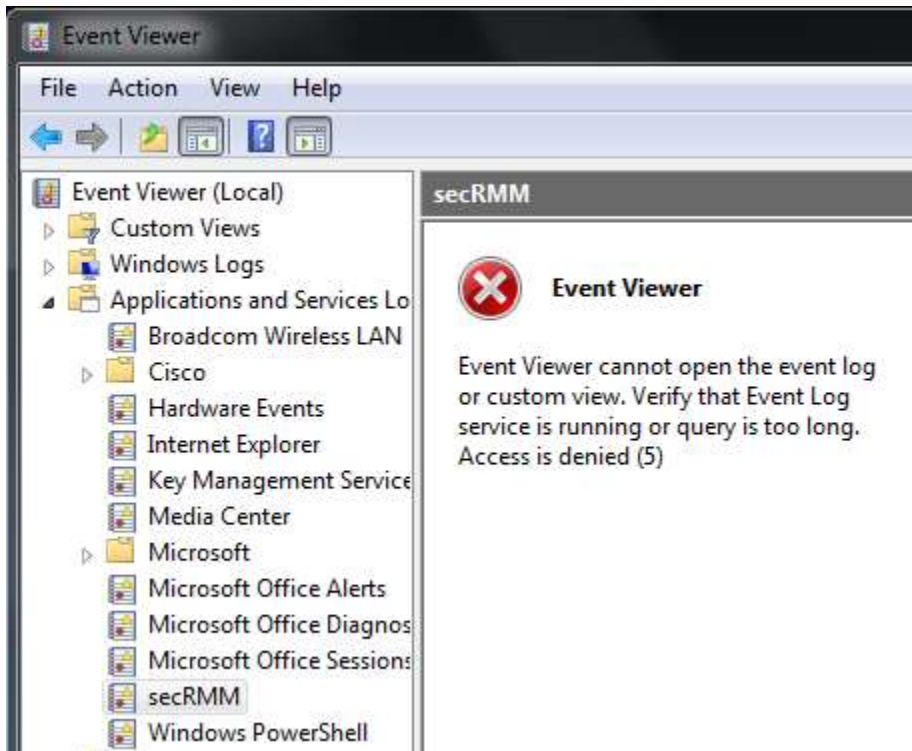 Event Viewer
File Action View Help
Event Viewer (Local)
Custom Views
Windows Logs
Applications and Services Lo
Broadcom Wireless LAN
Cisco
Hardware Events
Internet Explorer
Key Management Service
Media Center
Microsoft
Microsoft Office Alerts
Microsoft Office Diagnos
Microsoft Office Sessions
secRMM
Windows PowerShell
secRMM
Event Viewer
Event Viewer cannot open the event log
or custom view. Verify that Event Log
service is running or query is too long.
Access is denied (5)